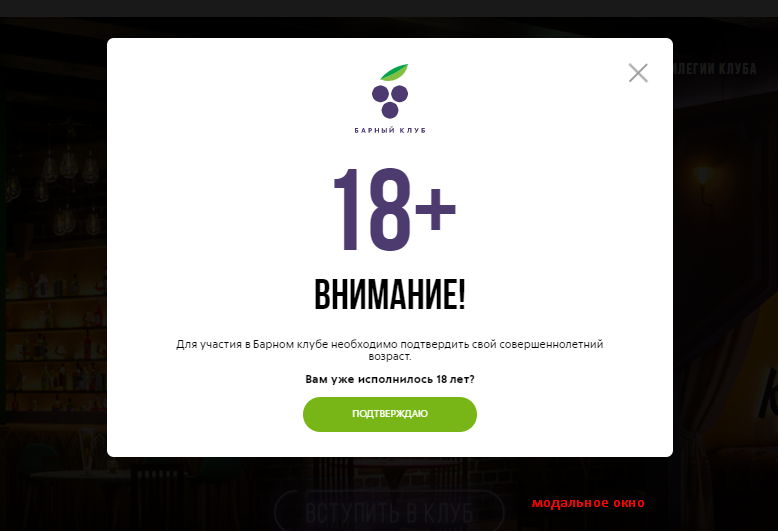 ЛЕГИИ КЛУБА
БАРНЫЙ КЛУБ
18+
ВНИМАНИЕ!
Для участия в Барном клубе необходимо подтвердить свой совершеннолетний
возраст.
Вам уже исполнилось 18 лет?
ПОДТВЕРЖДАЮ
модальное окно
ВСТУПИТЬ В КЛУБ